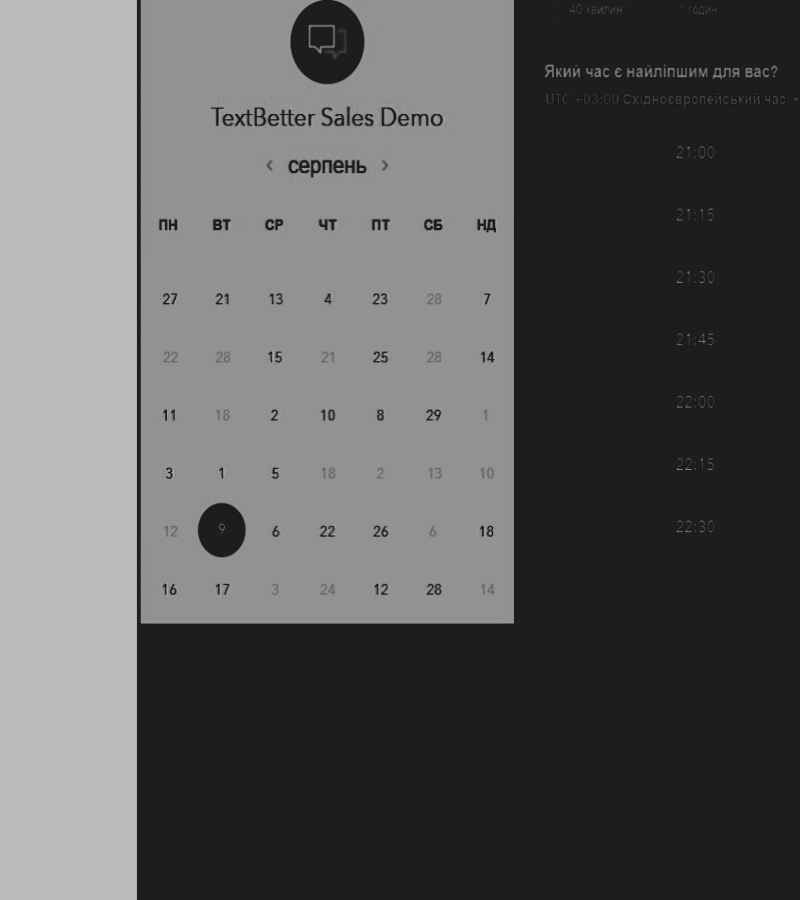 TextBetter Sales Demo
‹ серпень ›
ПН ВТ СР ЧТ ПТ СБ НД
27 21 13 4 23 28 7
22 28 15 21 25 28 14
11 18 2 10 8 29 1
3 1 5 18 2 13 10
12 9 6 22 26 6 18
16 17 3 24 12 28 14
40 хвилин 1 годин
Який час є найліпшим для вас?
UTC +03:00 Східноєвропейський час
21:00
21:15
21:30
21:45
22:00
22:15
22:30